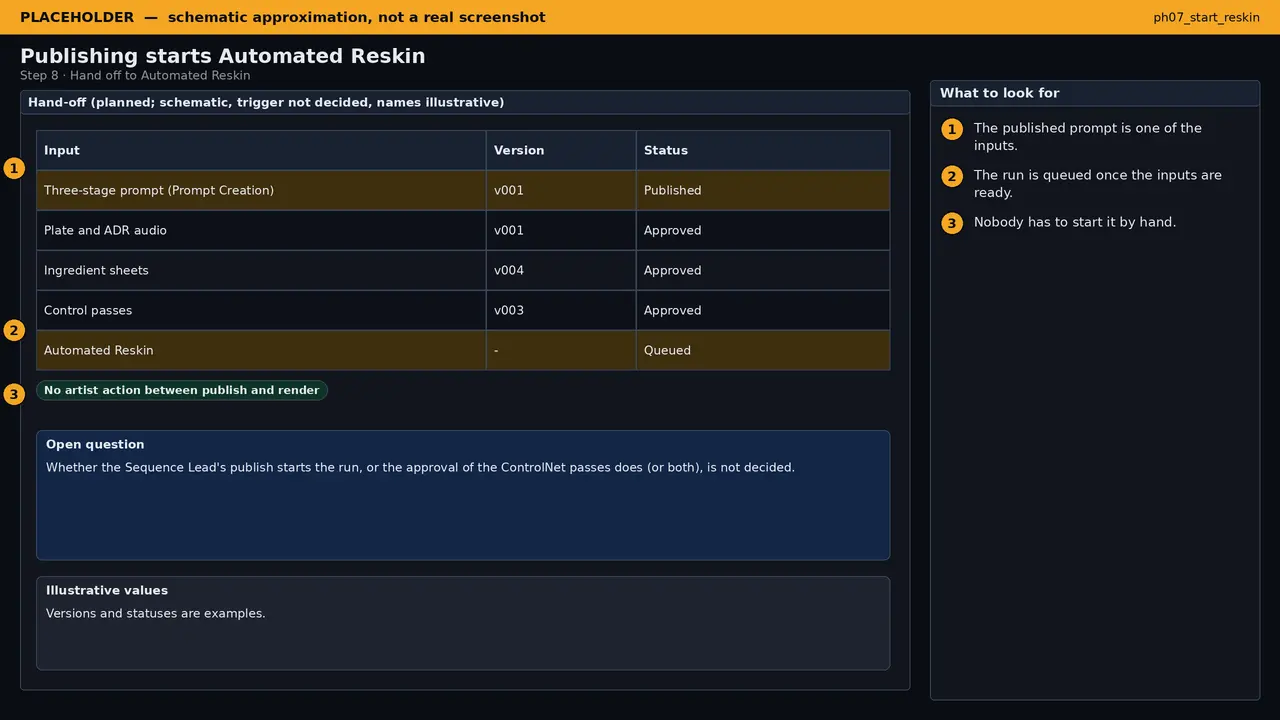 PLACEHOLDER — schematic approximation, not a real screenshot
ph07_start_reskin
Publishing starts Automated Reskin
Step 8 · Hand off to Automated Reskin
Hand-off (planned; schematic, trigger not decided, names illustrative)
Input Version Status
1
Three-stage prompt (Prompt Creation) v001 Published
Plate and ADR audio v001 Approved
Ingredient sheets v004 Approved
Control passes v003 Approved
2
Automated Reskin - Queued
3 No artist action between publish and render
Open question
Whether the Sequence Lead's publish starts the run, or the approval of the ControlNet passes does (or both), is not decided.
Illustrative values
Versions and statuses are examples.
What to look for
1 The published prompt is one of the
inputs.
2 The run is queued once the inputs are
ready.
3 Nobody has to start it by hand.